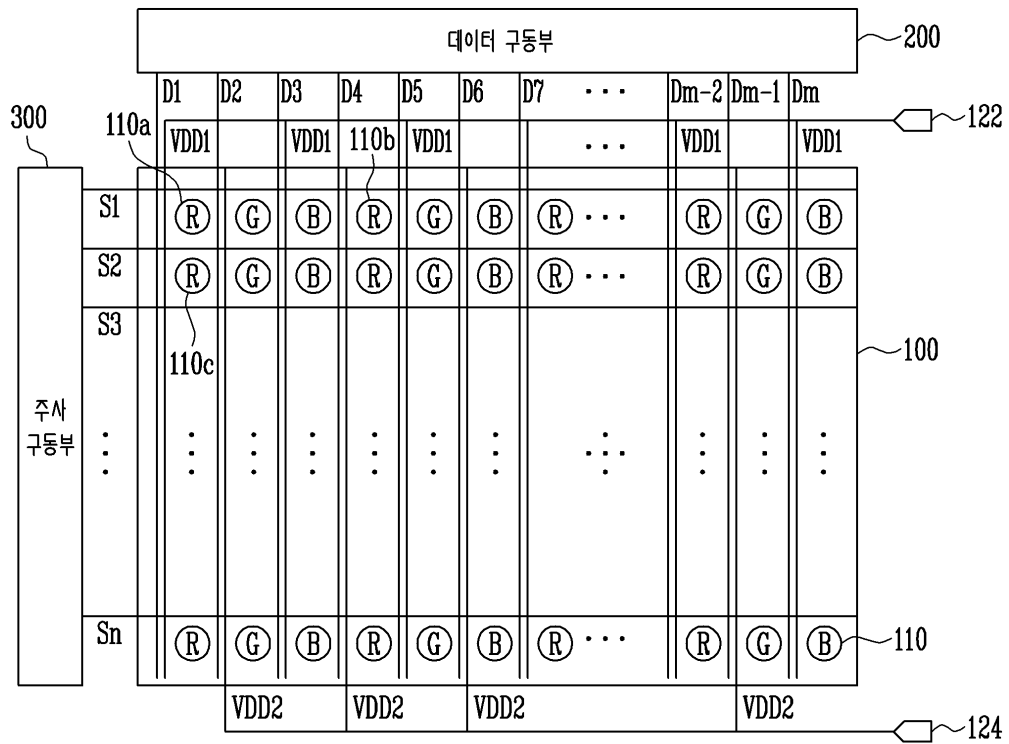 데이터 구동부
200
D1 D2 D3 D4 D5 D6 D7 ... Dm-2 Dm-1 Dm
122
300
110a
VDD1 VDD1 110b VDD1 ... VDD1 VDD1
S1 R G B R G B R ... R G B
S2 R G B R G B R ... R G B
S3
110c
100
주사
구동부
Sn R G B R G B R ... R G B
110
VDD2 VDD2 VDD2 VDD2
124